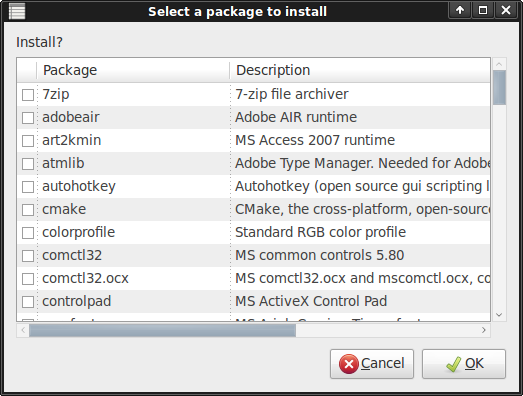 Select a package to install
Install?
Package Description
7zip 7-zip file archiver
adobeair Adobe AIR runtime
art2kmin MS Access 2007 runtime
atmlib Adobe Type Manager. Needed for Adobe
autohotkey Autohotkey (open source gui scripting l
cmake CMake, the cross-platform, open-source
colorprofile Standard RGB color profile
comctl32 MS common controls 5.80
comctl32.ocx MS comctl32.ocx and mscomctl.ocx, co
controlpad MS ActiveX Control Pad
Cancel OK